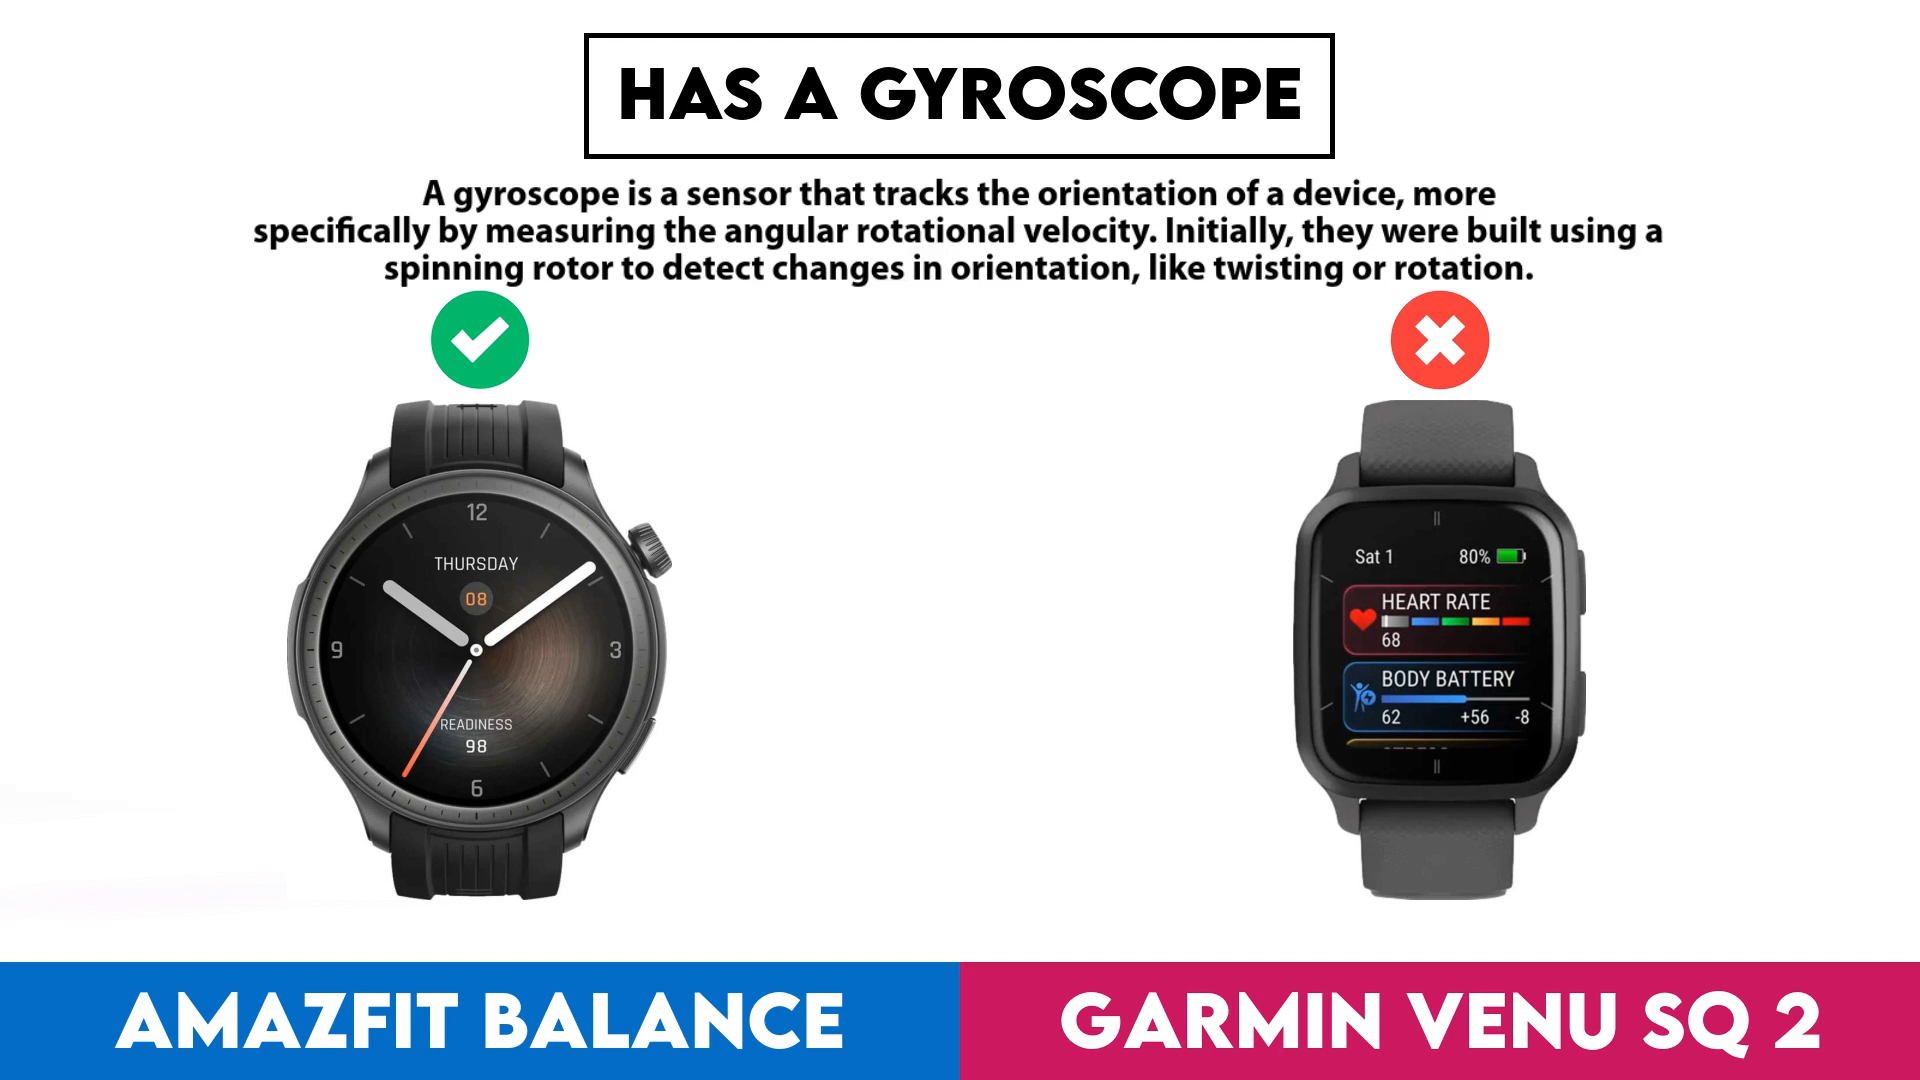 HAS A GYROSCOPE
A gyroscope is a sensor that tracks the orientation of a device, more
specifically by measuring the angular rotational velocity. Initially, they were built using a
spinning rotor to detect changes in orientation, like twisting or rotation.
12
THURSDAY
08
9
3
READINESS
98
6
Sat 1 80%
HEART RATE
68
BODY BATTERY
62 +56 -8
AMAZFIT BALANCE
GARMIN VENU SQ 2